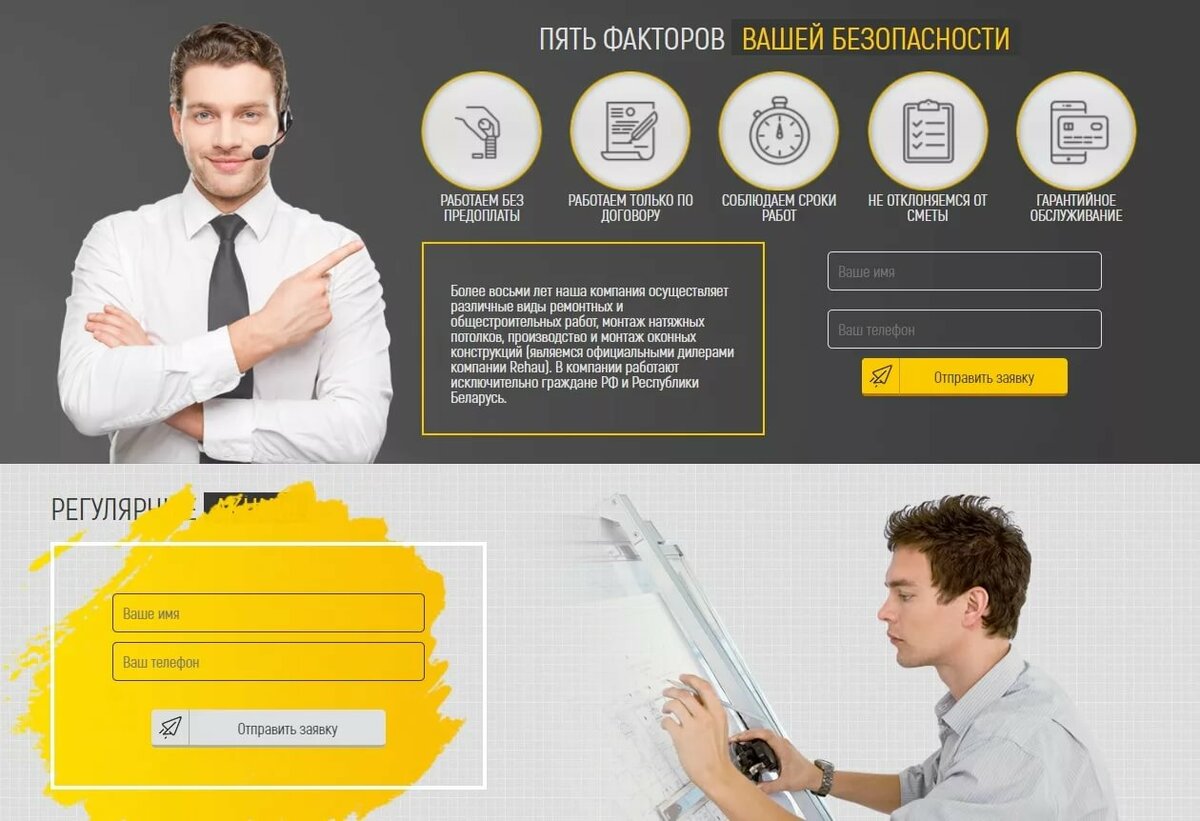 ПЯТЬ ФАКТОРОВ ВАШЕЙ БЕЗОПАСНОСТИ
РАБОТАЕМ БЕЗ
ПРЕДОПЛАТЫ
РАБОТАЕМ ТОЛЬКО ПО
ДОГОВОРУ
СОБЛЮДАЕМ СРОКИ
РАБОТ
НЕ ОТКЛОНЯЕМСЯ ОТ
СМЕТЫ
ГАРАНТИЙНОЕ
ОБСЛУЖИВАНИЕ
Более восьми лет наша компания осуществляет
различные виды ремонтных и
общестроительных работ, монтаж натяжных
потолков, производство и монтаж оконных
конструкций (являемся официальными дилерами
компании Rehau). В компании работают
исключительно граждане РФ и Республики
Беларусь.
Ваше имя
Ваш телефон
Отправить заявку
Ваше имя
Ваш телефон
Отправить заявку